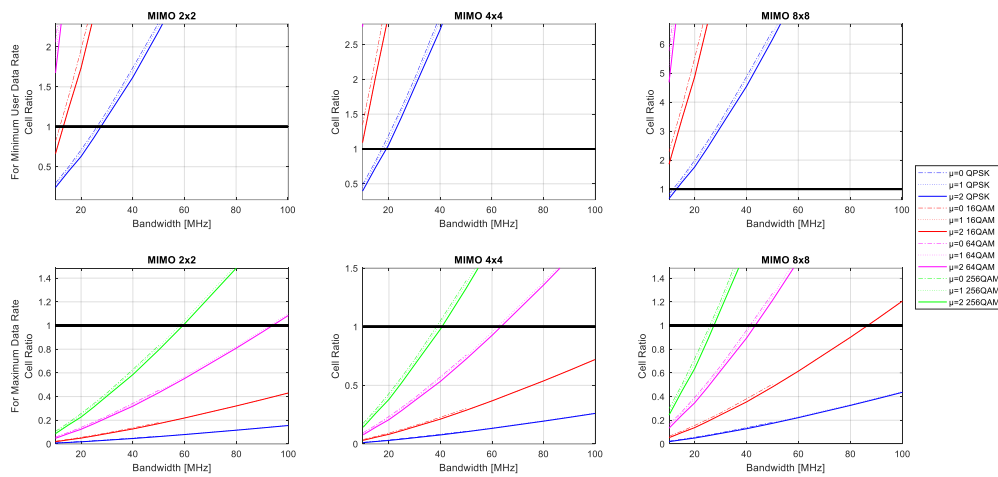 MIMO 2x2
MIMO 4x4
MIMO 8x8
For Minimum User Data Rate
Cell Ratio
2
1.5
1
0.5
20 40 60 80 100
Bandwidth [MHz]
Cell Ratio
2.5
2
1.5
1
0.5
20 40 60 80 100
Bandwidth [MHz]
Cell Ratio
6
5
4
3
2
1
20 40 60 80 100
Bandwidth [MHz]
μ=0 QPSK
μ=1 QPSK
μ=2 QPSK
μ=0 16QAM
μ=1 16QAM
μ=2 16QAM
μ=0 64QAM
μ=1 64QAM
μ=2 64QAM
μ=0 256QAM
μ=1 256QAM
μ=2 256QAM
MIMO 2x2
MIMO 4x4
MIMO 8x8
For Maximum Data Rate
Cell Ratio
1.4
1.2
1
0.8
0.6
0.4
0.2
0
20 40 60 80 100
Bandwidth [MHz]
Cell Ratio
1.5
1
0.5
0
20 40 60 80 100
Bandwidth [MHz]
Cell Ratio
1.4
1.2
1
0.8
0.6
0.4
0.2
0
20 40 60 80 100
Bandwidth [MHz]